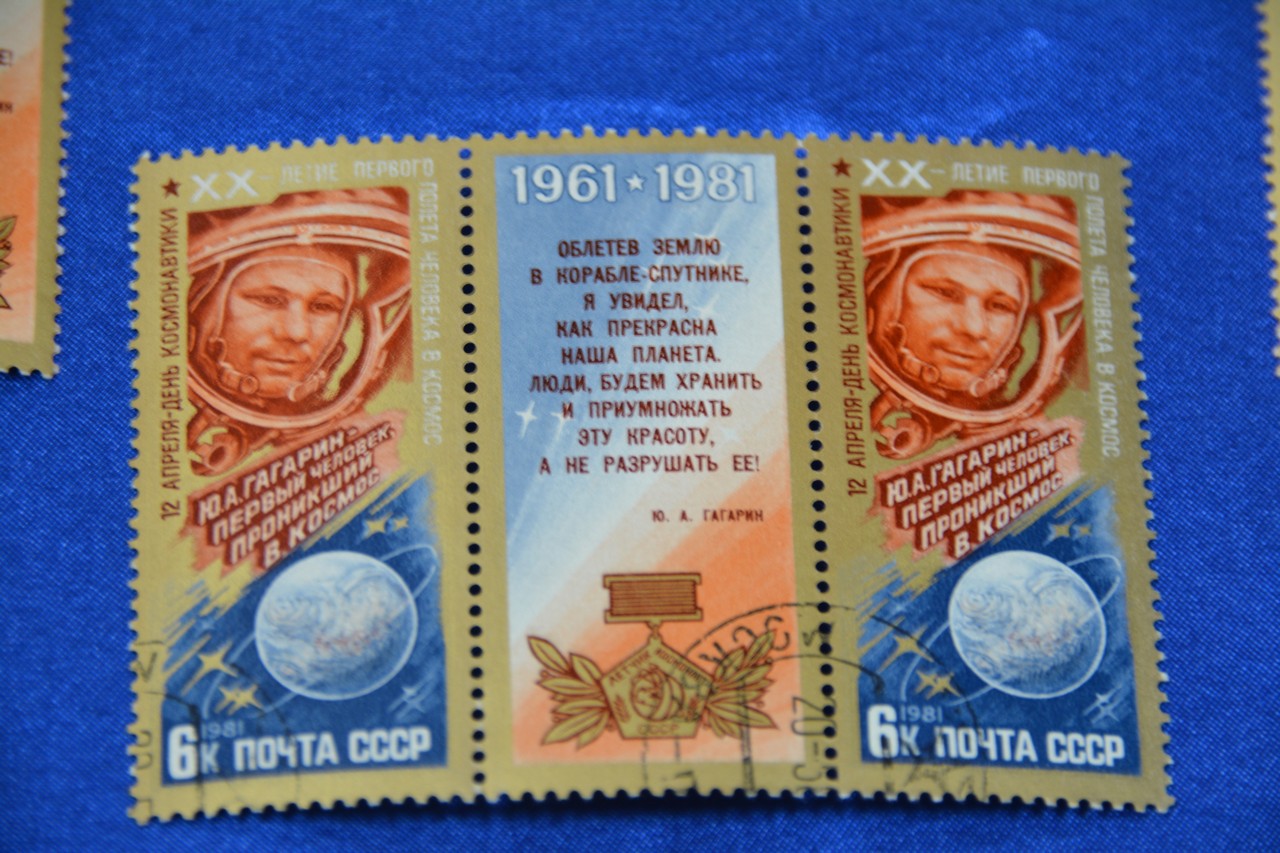 Е!
★ XX – ЛЕТИЕ ПЕРВОГО
ПОЛЕТА ЧЕЛОВЕКА В КОСМОС
12 АПРЕЛЯ-ДЕНЬ КОСМОНАВТИКИ
Ю.А.ГАГАРИН-
ПЕРВЫЙ ЧЕЛОВЕК,
ПРОНИКШИЙ
В КОСМОС
1981
6К ПОЧТА СССР
1961★1981
ОБЛЕТЕВ ЗЕМЛЮ
В КОРАБЛЕ-СПУТНИКЕ,
Я УВИДЕЛ,
КАК ПРЕКРАСНА
НАША ПЛАНЕТА.
ЛЮДИ, БУДЕМ ХРАНИТЬ
И ПРИУМНОЖАТЬ
ЭТУ КРАСОТУ,
А НЕ РАЗРУШАТЬ ЕЕ!
Ю. А. ГАГАРИН
ЛЕТЧИК КОСМОНАВТ
СССР
★ XX – ЛЕТИЕ ПЕРВОГО
ПОЛЕТА ЧЕЛОВЕКА В КОСМОС
12 АПРЕЛЯ-ДЕНЬ КОСМОНАВТИКИ
Ю.А.ГАГАРИН-
ПЕРВЫЙ ЧЕЛОВЕК,
ПРОНИКШИЙ
В КОСМОС
1981
6К ПОЧТА СССР